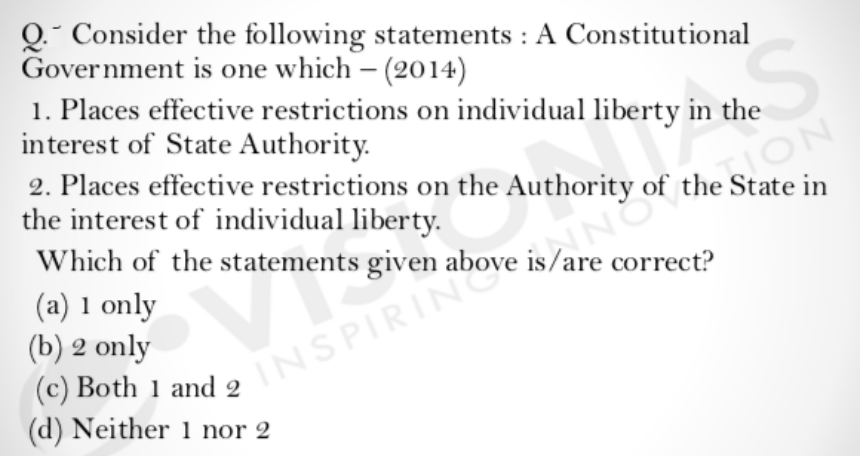 Q.- Consider the following statements : A Constitutional
Government is one which – (2014)
1. Places effective restrictions on individual liberty in the
interest of State Authority.
2. Places effective restrictions on the Authority of the State in
the interest of individual liberty.
Which of the statements given above is/are correct?
(a) 1 only
(b) 2 only
(c) Both 1 and 2
(d) Neither 1 nor 2
VISIONIAS
INSPIRING INNOVATION